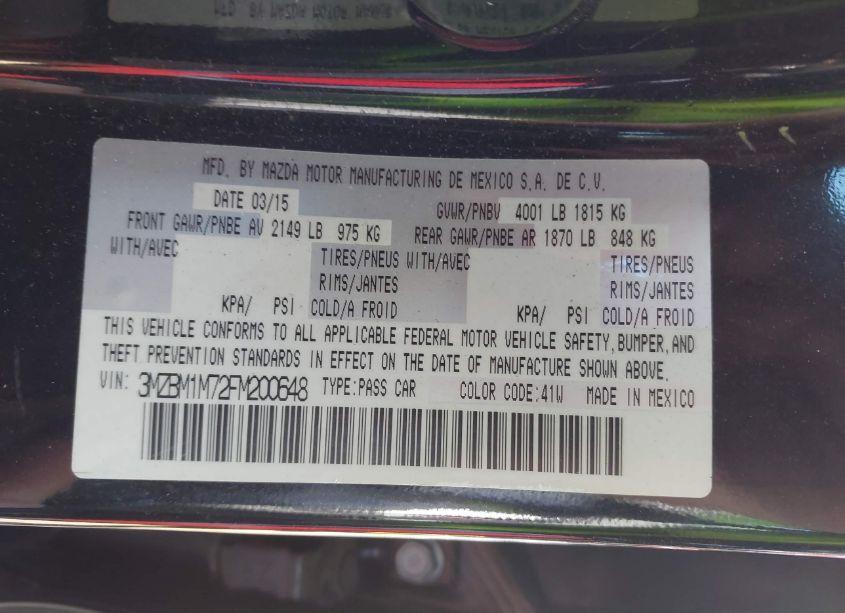 MFD. BY MAZDA MOTOR MANUFACTURING DE MEXICO S.A. DE C.V.
DATE 03/15 GVWR/PNBV 4001 LB 1815 KG
FRONT GAWR/PNBE AV 2149 LB 975 KG REAR GAWR/PNBE AR 1870 LB 848 KG
WITH/AVEC TIRES/PNEUS WITH/AVEC TIRES/PNEUS
RIMS/JANTES RIMS/JANTES
KPA/ PSI COLD/A FROID KPA/ PSI COLD/A FROID
THIS VEHICLE CONFORMS TO ALL APPLICABLE FEDERAL MOTOR VEHICLE SAFETY, BUMPER, AND
THEFT PREVENTION STANDARDS IN EFFECT ON THE DATE OF MANUFACTURE SHOWN ABOVE.
VIN: 3MZBM1M72FM200648 TYPE:PASS CAR COLOR CODE:41W MADE IN MEXICO